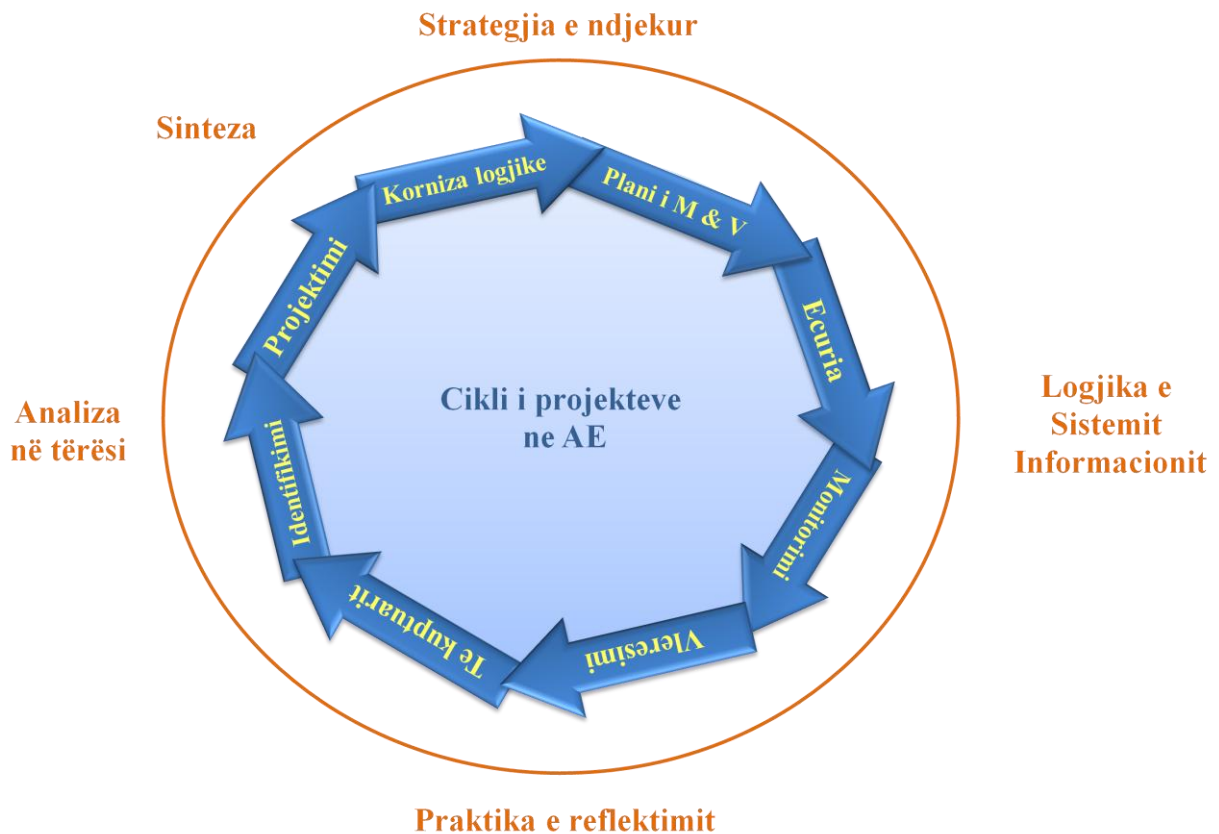 Strategjia e ndjekur
Sinteza
Korniza logjike
Plani i M & V
Projektimi
Ecuria
Cikli i projekteve
ne AE
Analiza
në tërësi
Logjika e
Sistemit
Informacionit
Identifikimi
Monitorimi
Te kuptuarit
Vleresimi
Praktika e reflektimit